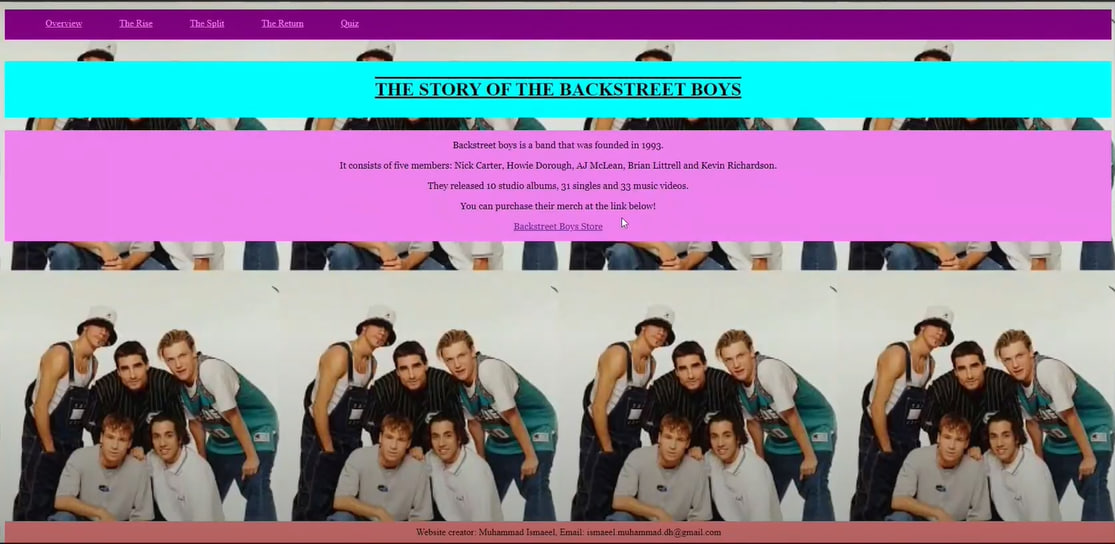 Overview The Rise The Split The Return Quiz
THE STORY OF THE BACKSTREET BOYS
Backstreet boys is a band that was founded in 1993.
It consists of five members: Nick Carter, Howie Dorough, AJ McLean, Brian Littrell and Kevin Richardson.
They released 10 studio albums, 31 singles and 33 music videos.
You can purchase their merch at the link below!
Backstreet Boys Store
Website creator: Muhammad Ismaeel, Email: ismaeel.muhammad.dh@gmail.com